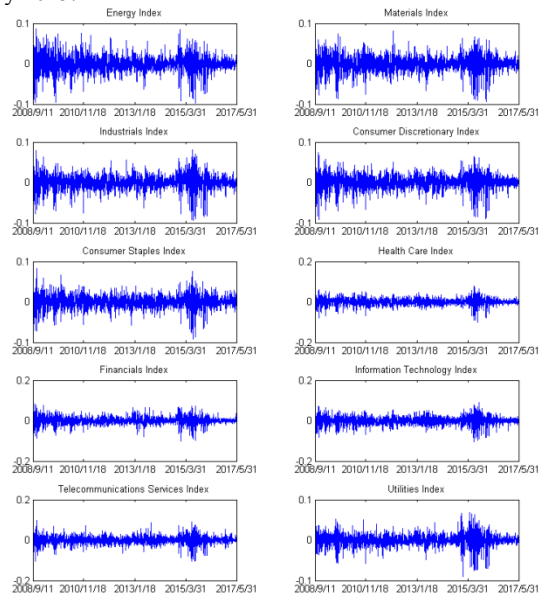 Energy Index
0.1
0
-0.1
2008/9/11 2010/11/18 2013/1/18 2015/3/31 2017/5/31
Materials Index
0.1
0
-0.1
2008/9/11 2010/11/18 2013/1/18 2015/3/31 2017/5/31
Industrials Index
0.1
0
-0.1
2008/9/11 2010/11/18 2013/1/18 2015/3/31 2017/5/31
Consumer Discretionary Index
0.1
0
-0.1
2008/9/11 2010/11/18 2013/1/18 2015/3/31 2017/5/31
Consumer Staples Index
0.1
0
-0.1
2008/9/11 2010/11/18 2013/1/18 2015/3/31 2017/5/31
Health Care Index
0.2
0
-0.2
2008/9/11 2010/11/18 2013/1/18 2015/3/31 2017/5/31
Financials Index
0.2
0
-0.2
2008/9/11 2010/11/18 2013/1/18 2015/3/31 2017/5/31
Information Technology Index
0.2
0
-0.2
2008/9/11 2010/11/18 2013/1/18 2015/3/31 2017/5/31
Telecommunications Services Index
0.2
0
-0.2
2008/9/11 2010/11/18 2013/1/18 2015/3/31 2017/5/31
Utilities Index
0.1
0
-0.1
2008/9/11 2010/11/18 2013/1/18 2015/3/31 2017/5/31